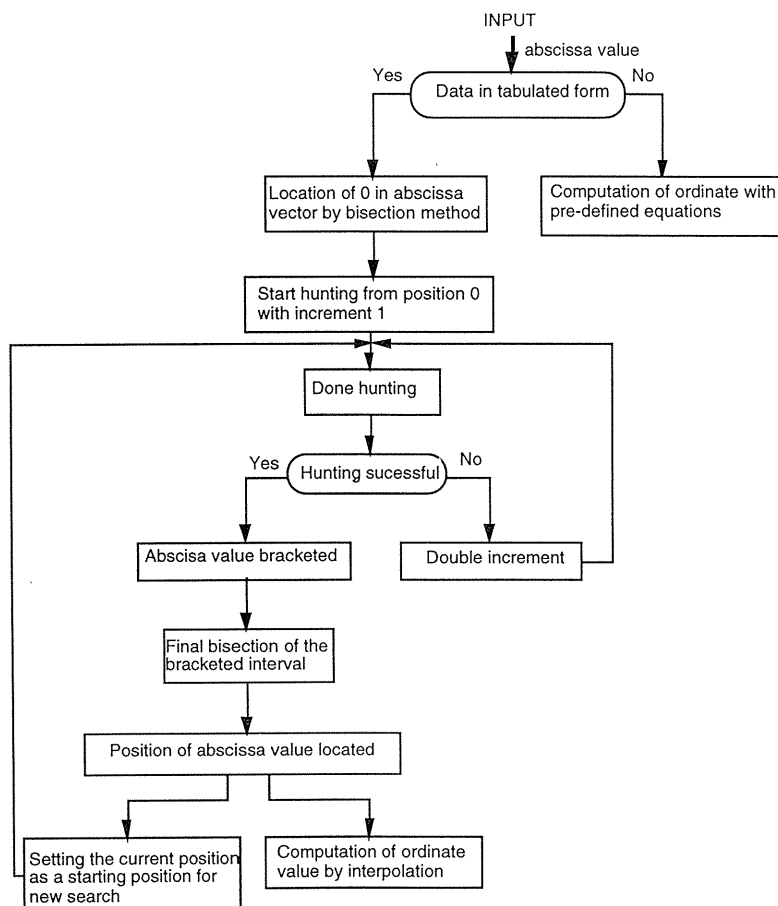 INPUT
abscissa value
Yes
No
Data in tabulated form
Location of 0 in abscissa
vector by bisection method
Computation of ordinate with
pre-defined equations
Start hunting from position 0
with increment 1
Done hunting
Yes
No
Hunting sucessful
Abscisa value bracketed
Double increment
Final bisection of the
bracketed interval
Position of abscissa value located
Setting the current position
as a starting position for
new search
Computation of ordinate
value by interpolation